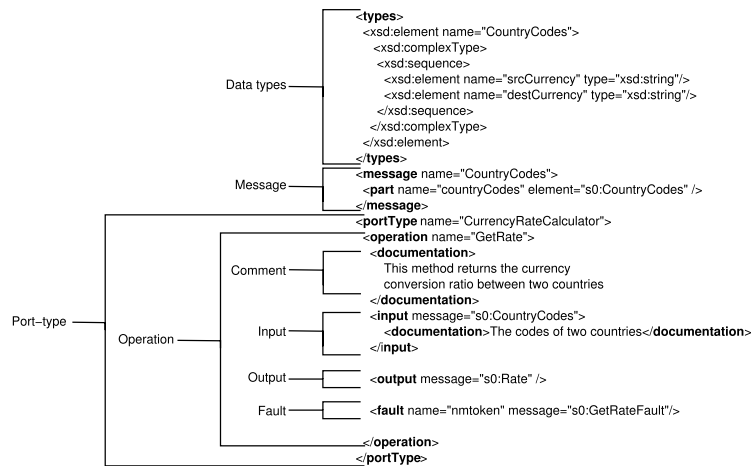 <types>
<xsd:element name="CountryCodes">
<xsd:complexType>
<xsd:sequence>
Data types
<xsd:element name="srcCurrency" type="xsd:string"/>
<xsd:element name="destCurrency" type="xsd:string"/>
</xsd:sequence>
</xsd:complexType>
</xsd:element>
</types>
<message name="CountryCodes">
Message
<part name="countryCodes" element="s0:CountryCodes" />
</message>
<portType name="CurrencyRateCalculator">
<operation name="GetRate">
<documentation>
Comment
This method returns the currency
conversion ratio between two countries
</documentation>
Port-type
Operation
Input
<input message="s0:CountryCodes">
<documentation>The codes of two countries</documentation>
</input>
Output
<output message="s0:Rate" />
Fault
<fault name="nmtoken" message="s0:GetRateFault"/>
</operation>
</portType>